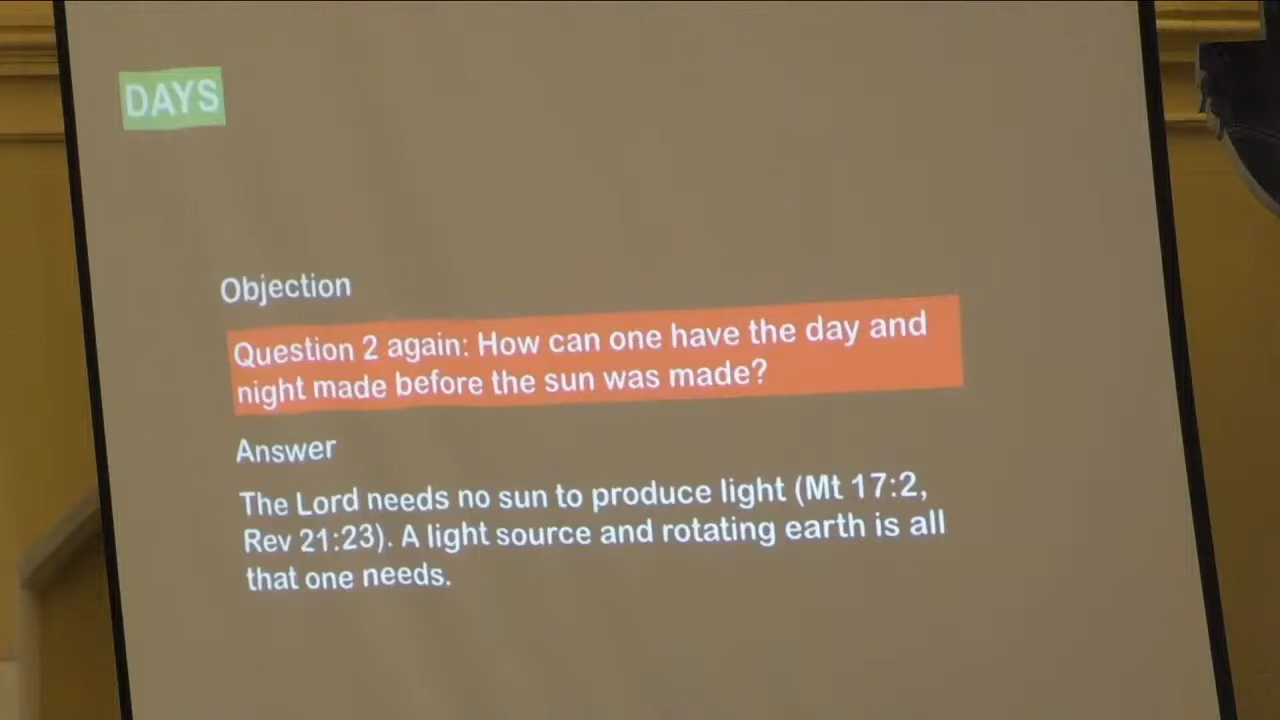 DAYS
Objection
Question 2 again: How can one have the day and
night made before the sun was made?
Answer
The Lord needs no sun to produce light (Mt 17:2,
Rev 21:23). A light source and rotating earth is all
that one needs.